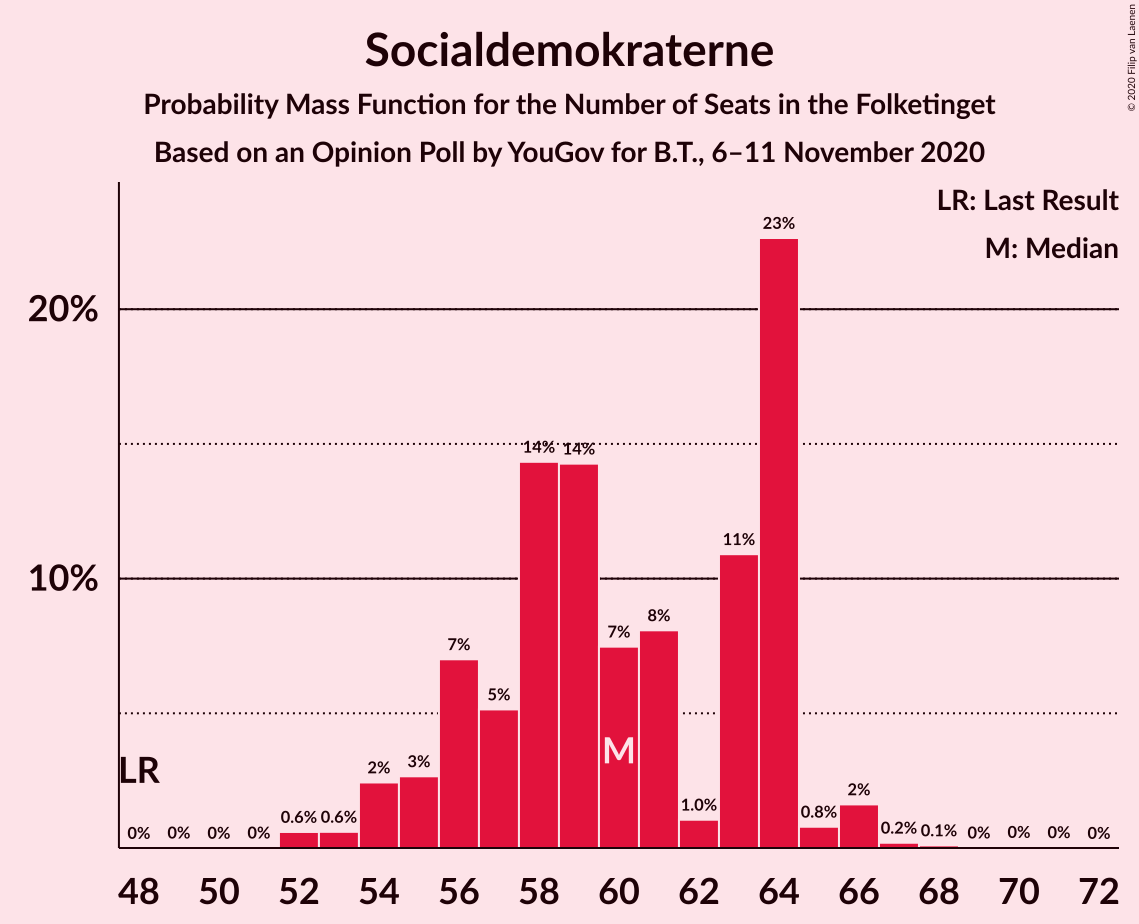 Socialdemokraterne
Probability Mass Function for the Number of Seats in the Folketinget
Based on an Opinion Poll by YouGov for B.T., 6–11 November 2020
© 2020 Filip van Laenen
LR: Last Result
M: Median
20%
10%
LR
M
0% 0% 0% 0% 0.6% 0.6% 2% 3% 7% 5% 14% 14% 7% 8% 1.0% 11% 23% 0.8% 2% 0.2% 0.1% 0% 0% 0% 0%
48 50 52 54 56 58 60 62 64 66 68 70 72